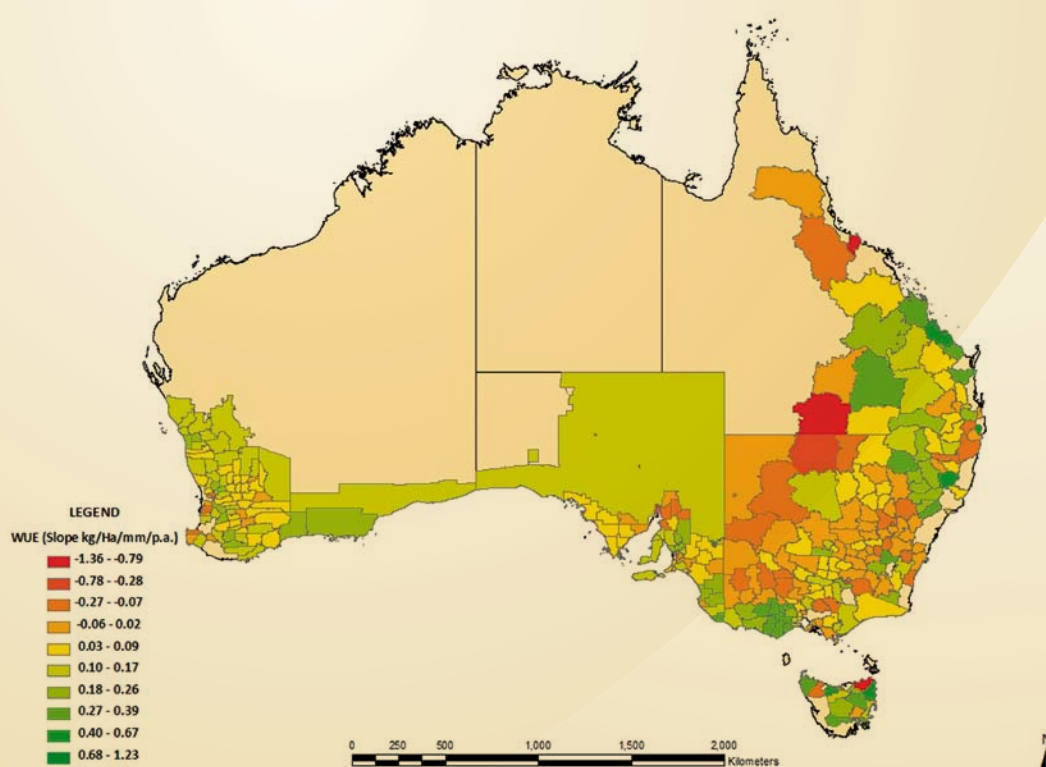 LEGEND
WUE (Slope kg/Ha/mm/p.a.)
-1.36 - -0.79
-0.78 - -0.28
-0.27 - -0.07
-0.06 - 0.02
0.03 - 0.09
0.10 - 0.17
0.18 - 0.26
0.27 - 0.39
0.40 - 0.67
0.68 - 1.23
0 250 500 1,000 1,500 2,000
Kilometers
N